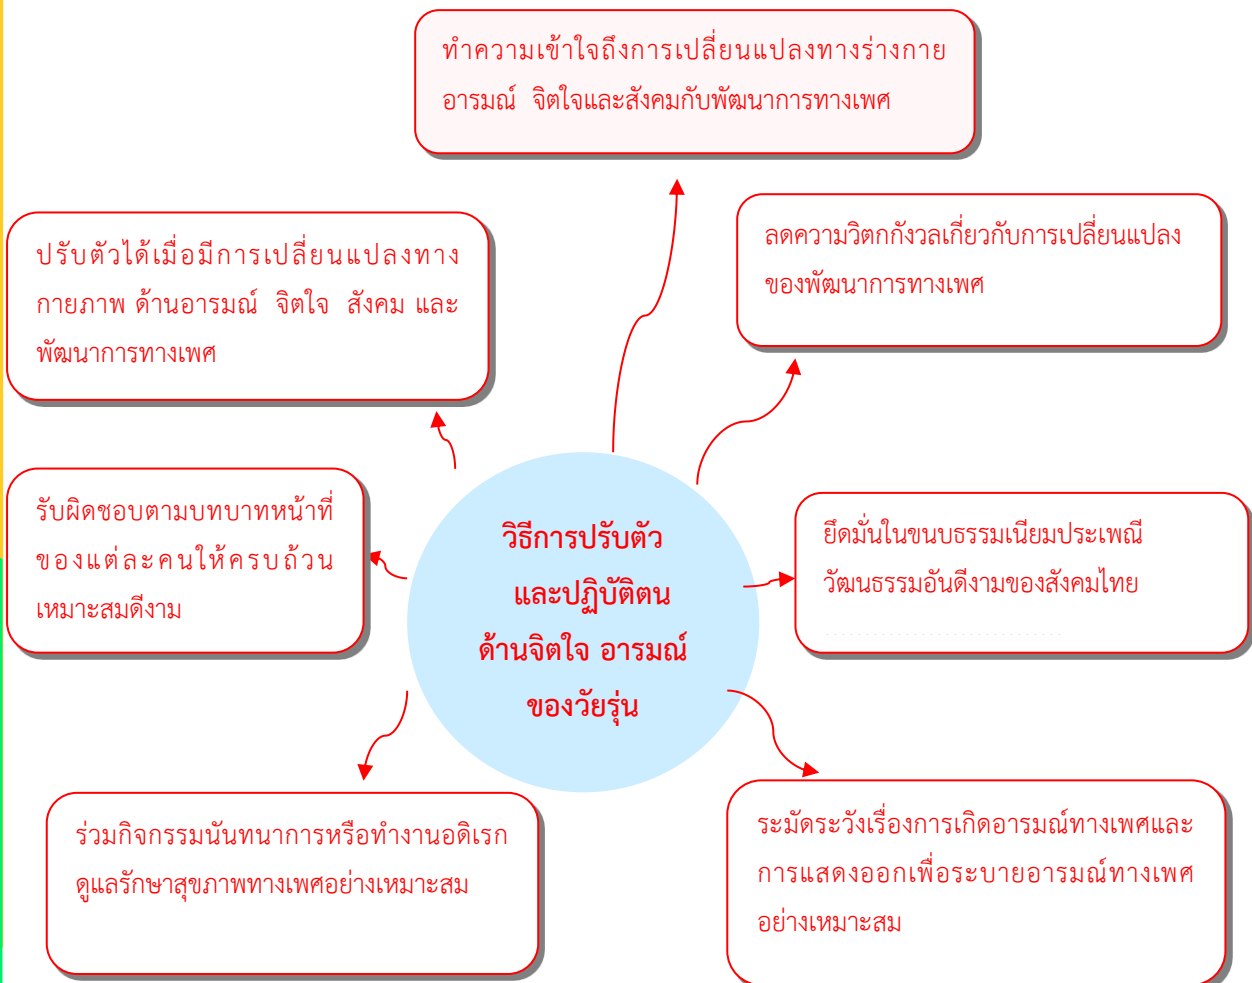 ทำความเข้าใจถึงการเปลี่ยนแปลงทางร่างกาย
อารมณ์ จิตใจและสังคมกับพัฒนาการทางเพศ
ลดความวิตกกังวลเกี่ยวกับการเปลี่ยนแปลง
ของพัฒนาการทางเพศ
ปรับตัวได้เมื่อมีการเปลี่ยนแปลงทาง
กายภาพ ด้านอารมณ์ จิตใจ สังคม และ
พัฒนาการทางเพศ
รับผิดชอบตามบทบาทหน้าที่
ของแต่ละคนให้ครบถ้วน
เหมาะสมดีงาม
วิธีการปรับตัว
และปฏิบัติตน
ด้านจิตใจ อารมณ์
ของวัยรุ่น
ยึดมั่นในขนบธรรมเนียมประเพณี
วัฒนธรรมอันดีงามของสังคมไทย
ร่วมกิจกรรมนันทนาการหรือทำงานอดิเรก
ดูแลรักษาสุขภาพทางเพศอย่างเหมาะสม
ระมัดระวังเรื่องการเกิดอารมณ์ทางเพศและ
การแสดงออกเพื่อระบายอารมณ์ทางเพศ
อย่างเหมาะสม